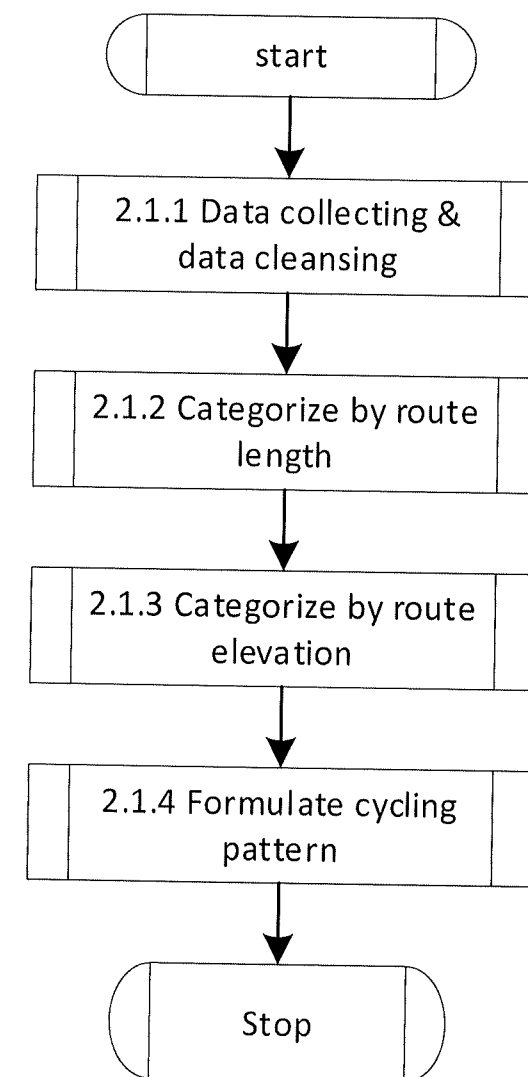 start
2.1.1 Data collecting &
data cleansing
2.1.2 Categorize by route
length
2.1.3 Categorize by route
elevation
2.1.4 Formulate cycling
pattern
Stop